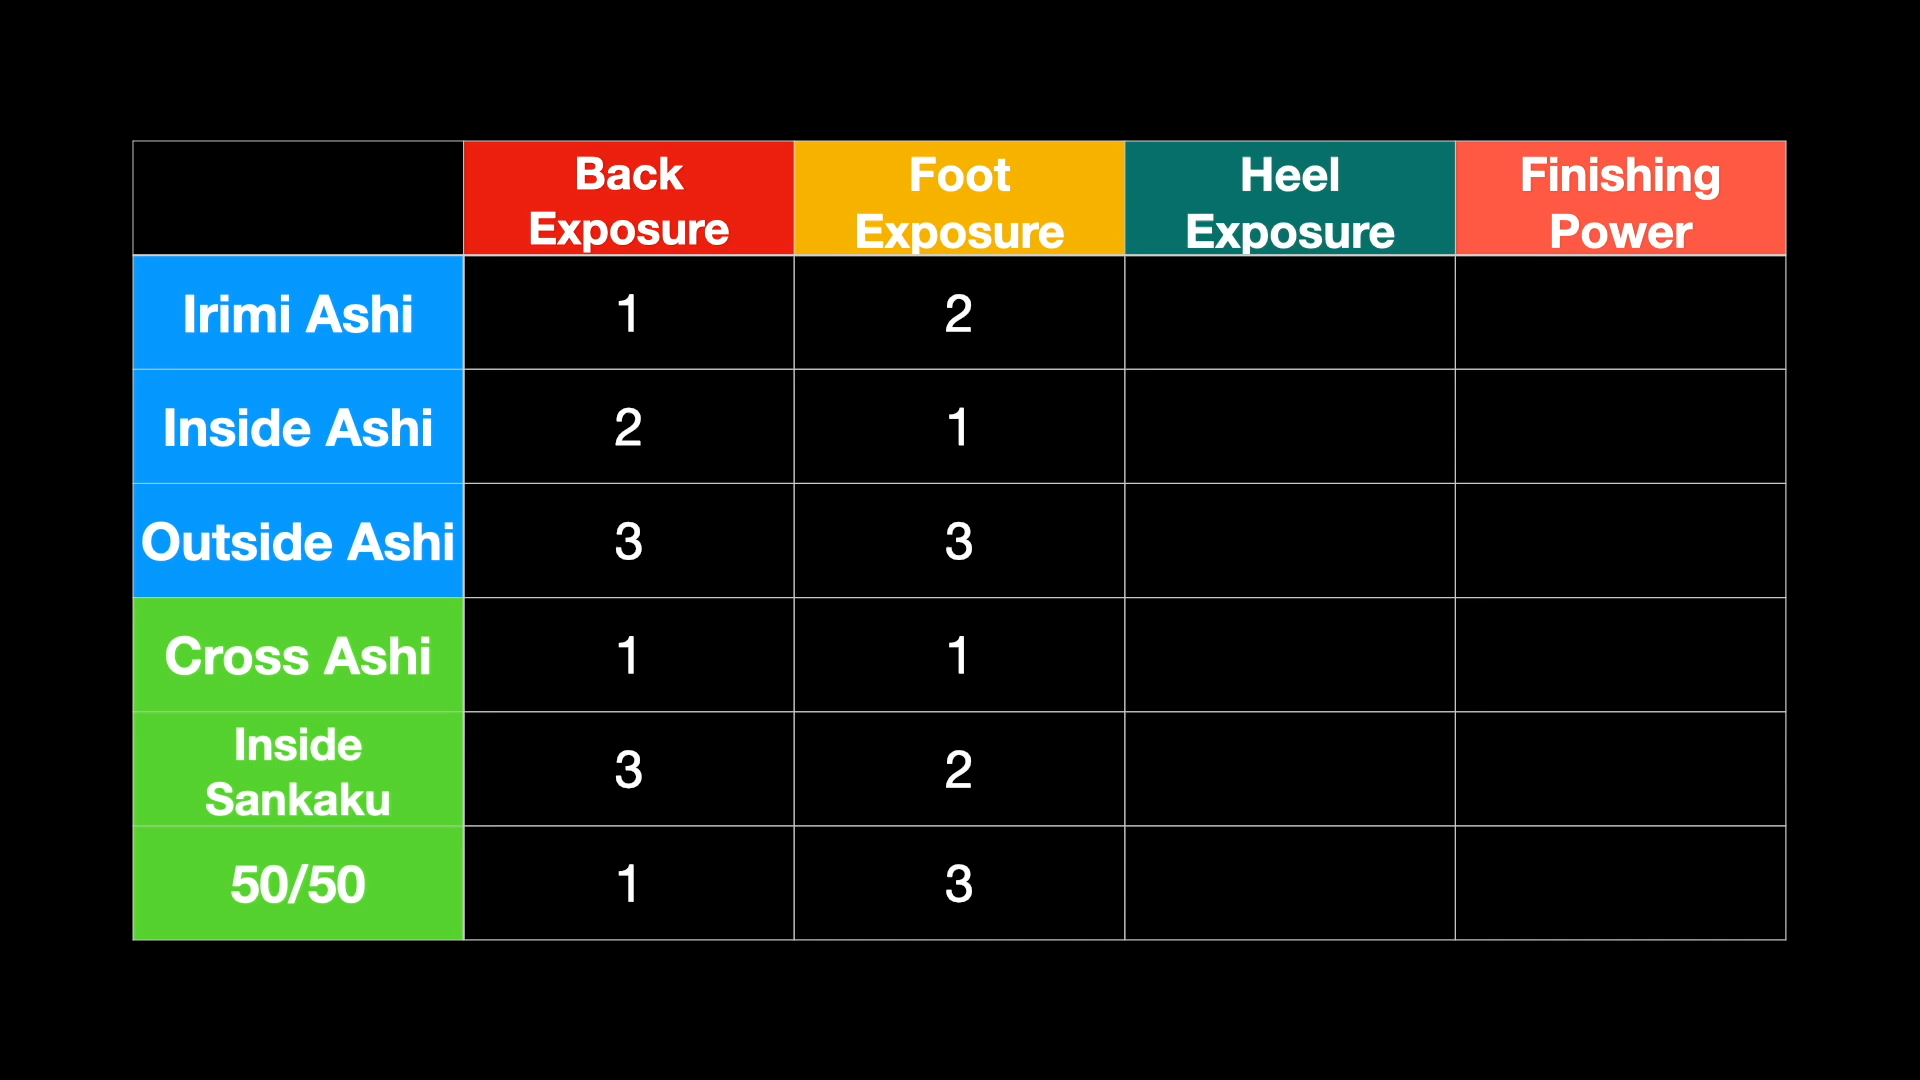 Back
Exposure
Foot
Exposure
Heel
Exposure
Finishing
Power
Irimi Ashi
1
2
Inside Ashi
2
1
Outside Ashi
3
3
Cross Ashi
1
1
Inside
Sankaku
3
2
50/50
1
3